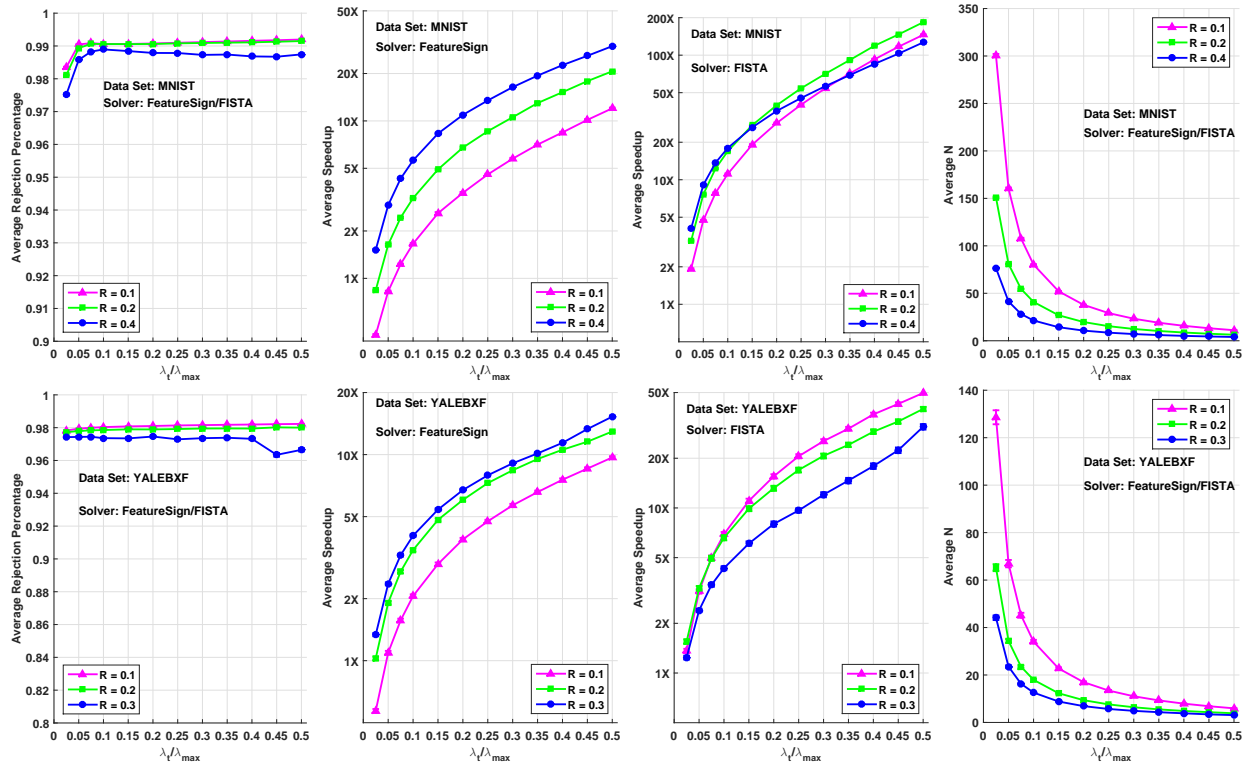 Average Rejection Percentage
1
0.99
0.98
0.97
0.96
0.95
0.94
0.93
0.92
0.91
0.9
Data Set: MNIST
Solver: FeatureSign/FISTA
R = 0.1
R = 0.2
R = 0.4
0 0.05 0.1 0.15 0.2 0.25 0.3 0.35 0.4 0.45 0.5
λt/λmax
Average Speedup
50X
20X
10X
5X
2X
1X
Data Set: MNIST
Solver: FeatureSign
R = 0.1
R = 0.2
R = 0.4
0 0.05 0.1 0.15 0.2 0.25 0.3 0.35 0.4 0.45 0.5
λt/λmax
Average Speedup
200X
100X
50X
20X
10X
5X
2X
1X
Data Set: MNIST
Solver: FISTA
R = 0.1
R = 0.2
R = 0.4
0 0.05 0.1 0.15 0.2 0.25 0.3 0.35 0.4 0.45 0.5
λt/λmax
Average N
350
300
250
200
150
100
50
0
R = 0.1
R = 0.2
R = 0.4
Data Set: MNIST
Solver: FeatureSign/FISTA
0 0.05 0.1 0.15 0.2 0.25 0.3 0.35 0.4 0.45 0.5
λt/λmax
Average Rejection Percentage
1
0.98
0.96
0.94
0.92
0.9
0.88
0.86
0.84
0.82
0.8
Data Set: YALEBXF
Solver: FeatureSign/FISTA
R = 0.1
R = 0.2
R = 0.3
0 0.05 0.1 0.15 0.2 0.25 0.3 0.35 0.4 0.45 0.5
λt/λmax
Average Speedup
20X
10X
5X
2X
1X
Data Set: YALEBXF
Solver: FeatureSign
R = 0.1
R = 0.2
R = 0.3
0 0.05 0.1 0.15 0.2 0.25 0.3 0.35 0.4 0.45 0.5
λt/λmax
Average Speedup
50X
20X
10X
5X
2X
1X
Data Set: YALEBXF
Solver: FISTA
R = 0.1
R = 0.2
R = 0.3
0 0.05 0.1 0.15 0.2 0.25 0.3 0.35 0.4 0.45 0.5
λt/λmax
Average N
140
120
100
80
60
40
20
0
R = 0.1
R = 0.2
R = 0.3
Data Set: YALEBXF
Solver: FeatureSign/FISTA
0 0.05 0.1 0.15 0.2 0.25 0.3 0.35 0.4 0.45 0.5
λt/λmax